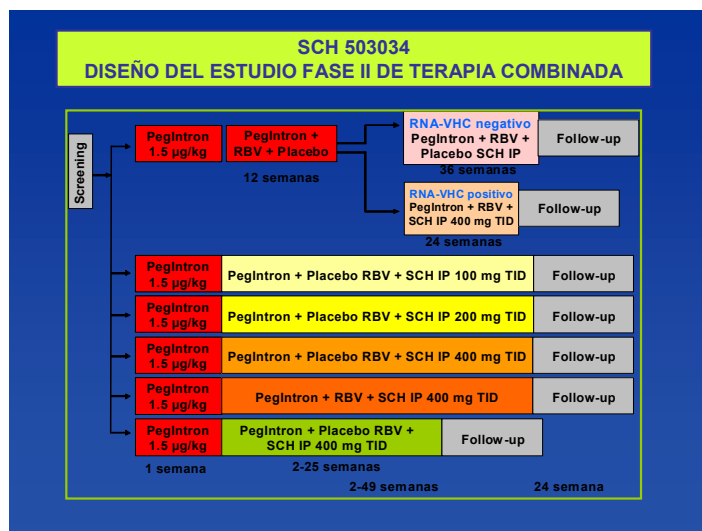 SCH 503034
DISEÑO DEL ESTUDIO FASE II DE TERAPIA COMBINADA
Screening
PegIntron
1.5 µg/kg
PegIntron +
RBV + Placebo
12 semanas
RNA-VHC negativo
PegIntron + RBV +
Placebo SCH IP
36 semanas
Follow-up
RNA-VHC positivo
PegIntron + RBV +
SCH IP 400 mg TID
24 semanas
Follow-up
PegIntron
1.5 µg/kg
PegIntron + Placebo RBV + SCH IP 100 mg TID
Follow-up
PegIntron
1.5 µg/kg
PegIntron + Placebo RBV + SCH IP 200 mg TID
Follow-up
PegIntron
1.5 µg/kg
PegIntron + Placebo RBV + SCH IP 400 mg TID
Follow-up
PegIntron
1.5 µg/kg
PegIntron + RBV + SCH IP 400 mg TID
Follow-up
PegIntron
1.5 µg/kg
PegIntron + Placebo RBV +
SCH IP 400 mg TID
Follow-up
1 semana
2-25 semanas
2-49 semanas
24 semana